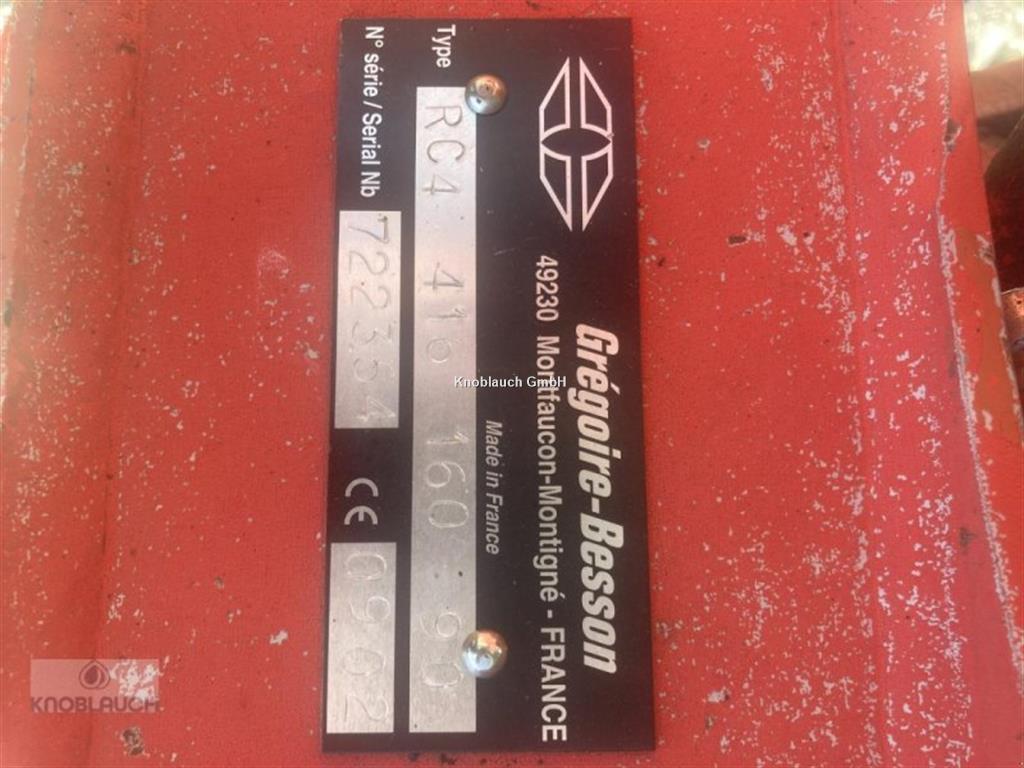 Grégoire-Besson
49230 Montfaucon-Montigné - FRANCE
Made in France
Type RC4 416 160 90
N° série / Serial Nb 722354 CE 0902
Knoblauch GmbH
KNOBLAUCH